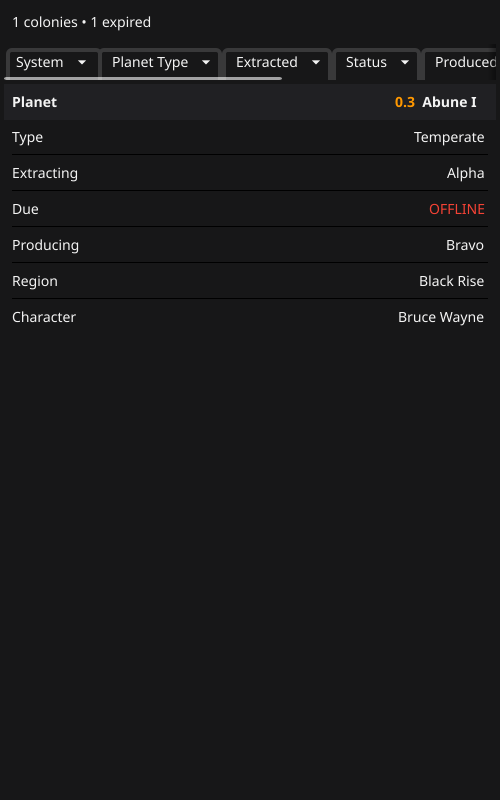 1 colonies • 1 expired
System Planet Type Extracted Status Produced
Planet 0.3 Abune I
Type Temperate
Extracting Alpha
Due OFFLINE
Producing Bravo
Region Black Rise
Character Bruce Wayne